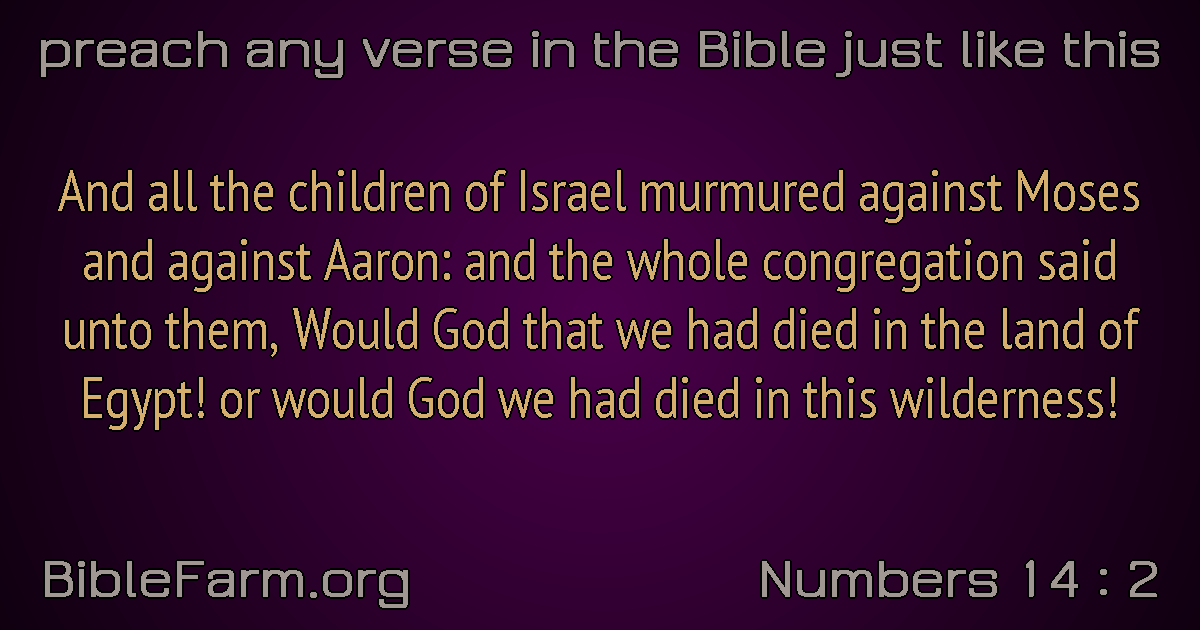 preach any verse in the Bible just like this
And all the children of Israel murmured against Moses
and against Aaron: and the whole congregation said
unto them, Would God that we had died in the land of
Egypt! or would God we had died in this wilderness!
BibleFarm.org
Numbers 14 : 2